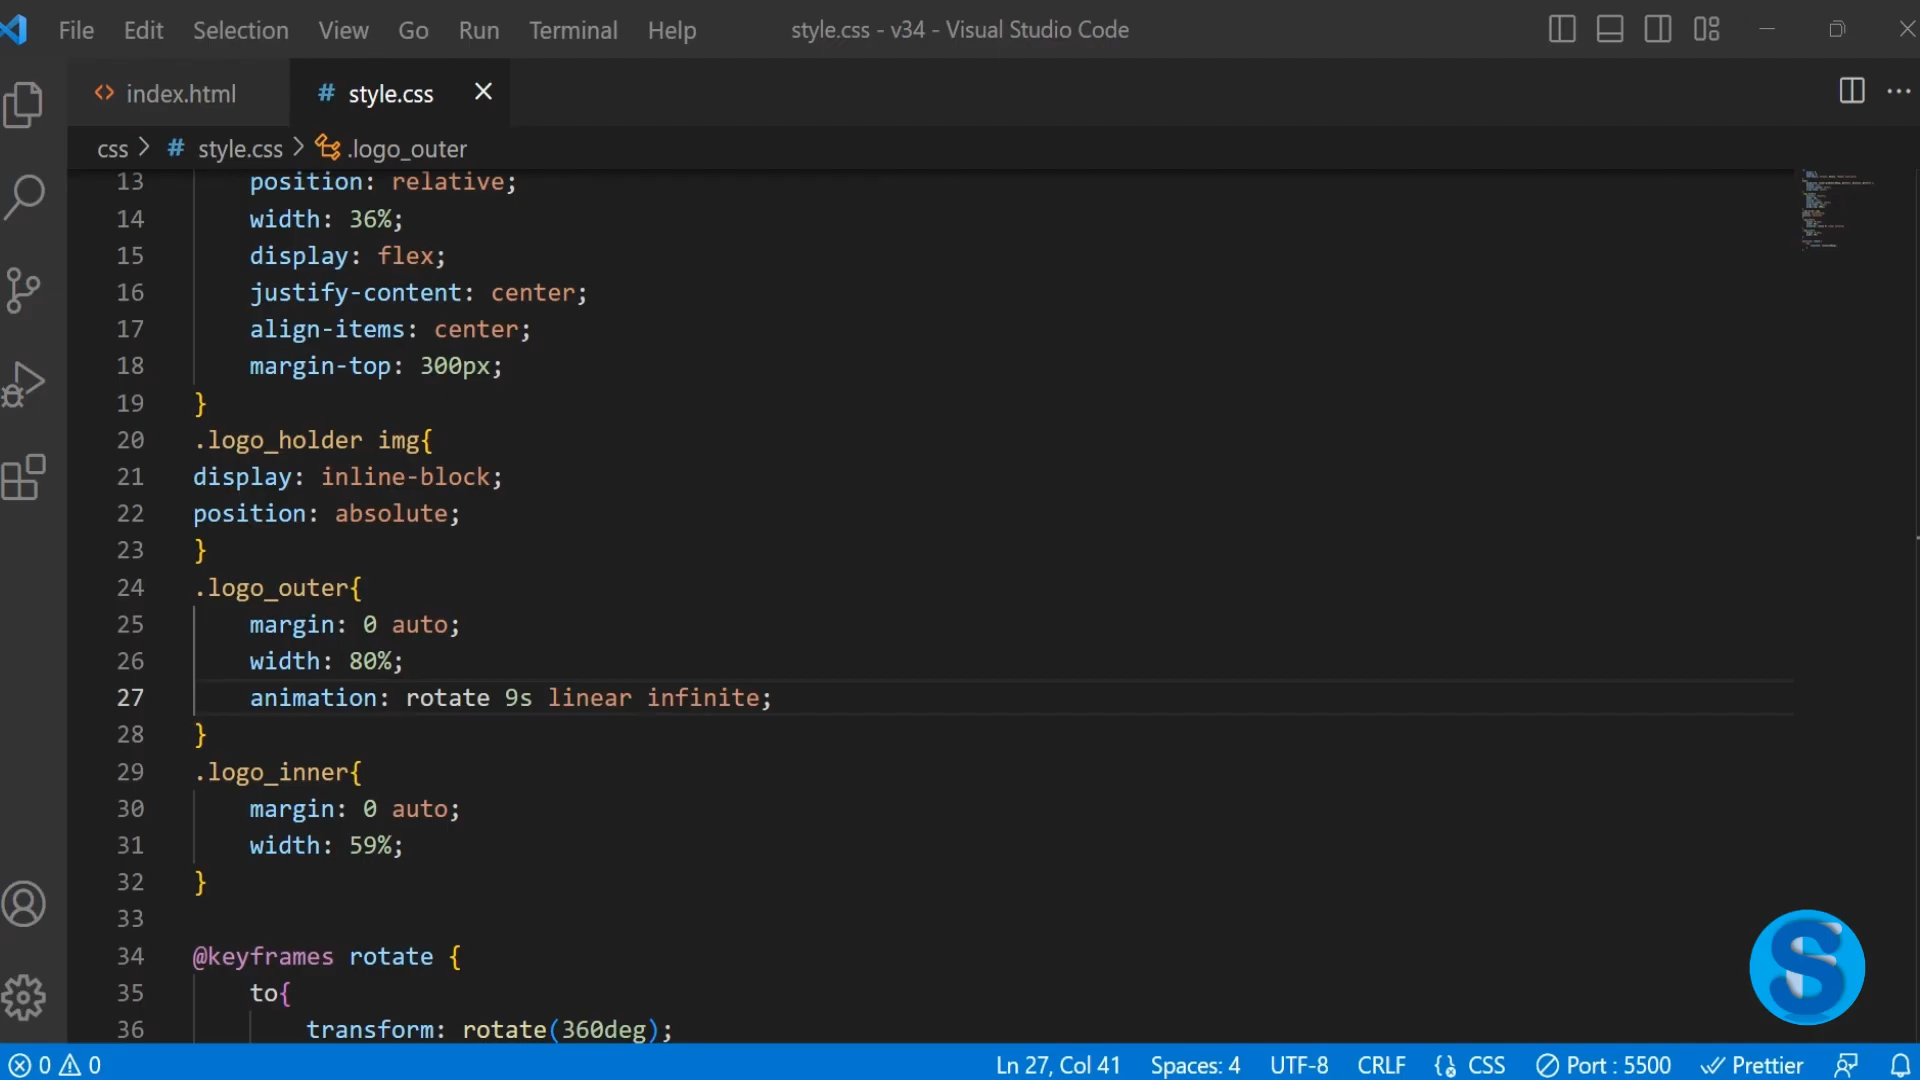 File Edit Selection View Go Run Terminal Help style.css - v34 - Visual Studio Code
index.html # style.css
css > # style.css > .logo_outer
13 position: relative;
14 width: 36%;
15 display: flex;
16 justify-content: center;
17 align-items: center;
18 margin-top: 300px;
19 }
20 .logo_holder img{
21 display: inline-block;
22 position: absolute;
23 }
24 .logo_outer{
25 margin: 0 auto;
26 width: 80%;
27 animation: rotate 9s linear infinite;
28 }
29 .logo_inner{
30 margin: 0 auto;
31 width: 59%;
32 }
33
34 @keyframes rotate {
35 to{
36 transform: rotate(360deg);
S
0 0 Ln 27, Col 41 Spaces: 4 UTF-8 CRLF {} CSS Port : 5500 Prettier